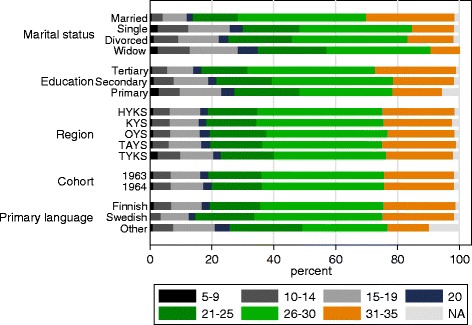 Marital status
Married
Single
Divorced
Widow
Education
Tertiary
Secondary
Primary
Region
HYKS
KYS
OYS
TAYS
TYKS
Cohort
1963
1964
Primary language
Finnish
Swedish
Other
0 20 40 60 80 100
percent
5-9 10-14 15-19 20
21-25 26-30 31-35 NA